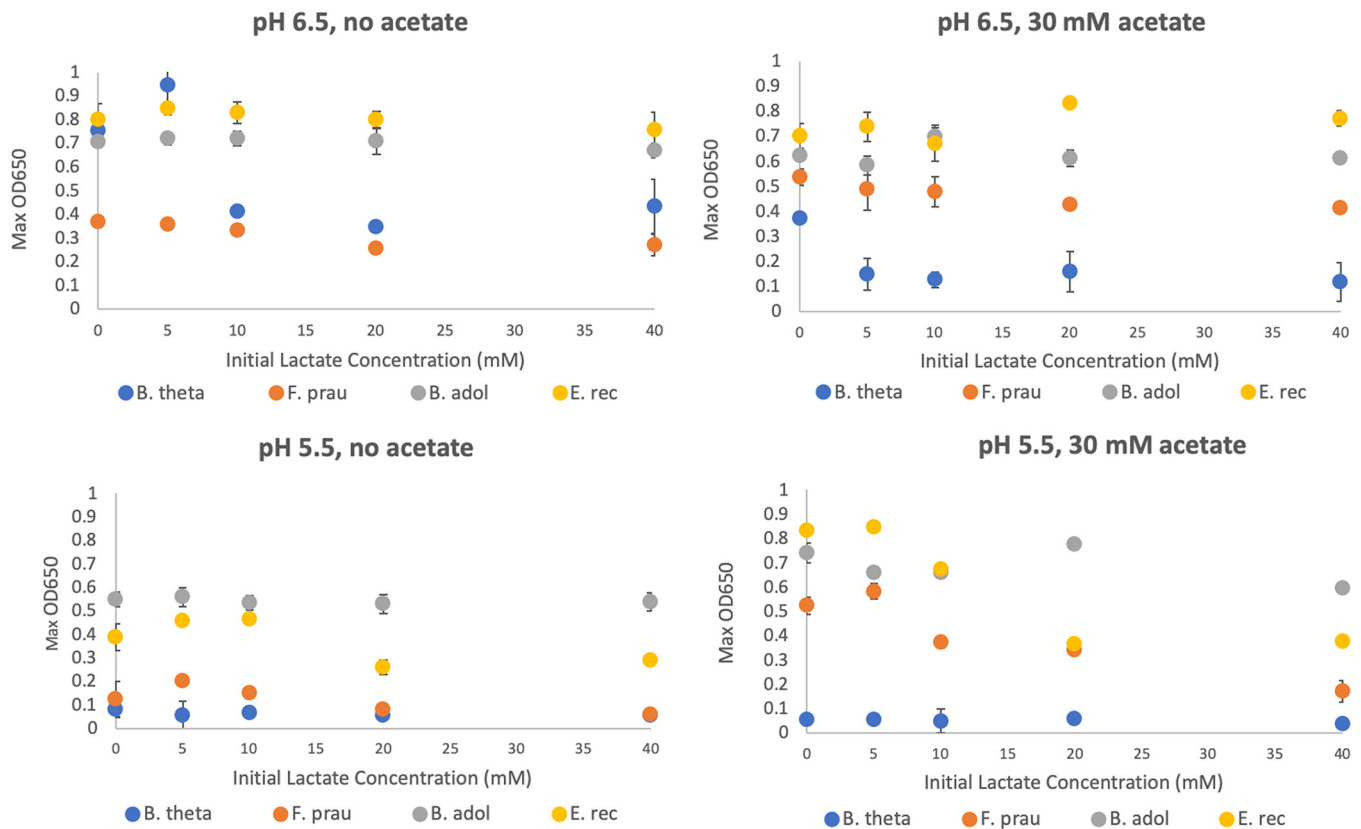 pH 6.5, no acetate
Max OD650
1
0.9
0.8
0.7
0.6
0.5
0.4
0.3
0.2
0.1
0
0 5 10 15 20 25 30 35 40
Initial Lactate Concentration (mM)
B. theta F. prau B. adol E. rec
pH 6.5, 30 mM acetate
Max OD650
1
0.9
0.8
0.7
0.6
0.5
0.4
0.3
0.2
0.1
0
0 5 10 15 20 25 30 35 40
Initial Lactate Concentration (mM)
B. theta F. prau B. adol E. rec
pH 5.5, no acetate
Max OD650
1
0.9
0.8
0.7
0.6
0.5
0.4
0.3
0.2
0.1
0
0 5 10 15 20 25 30 35 40
Initial Lactate Concentration (mM)
B. theta F. prau B. adol E. rec
pH 5.5, 30 mM acetate
Max OD650
1
0.9
0.8
0.7
0.6
0.5
0.4
0.3
0.2
0.1
0
0 5 10 15 20 25 30 35 40
Initial Lactate Concentration (mM)
B. theta F. prau B. adol E. rec